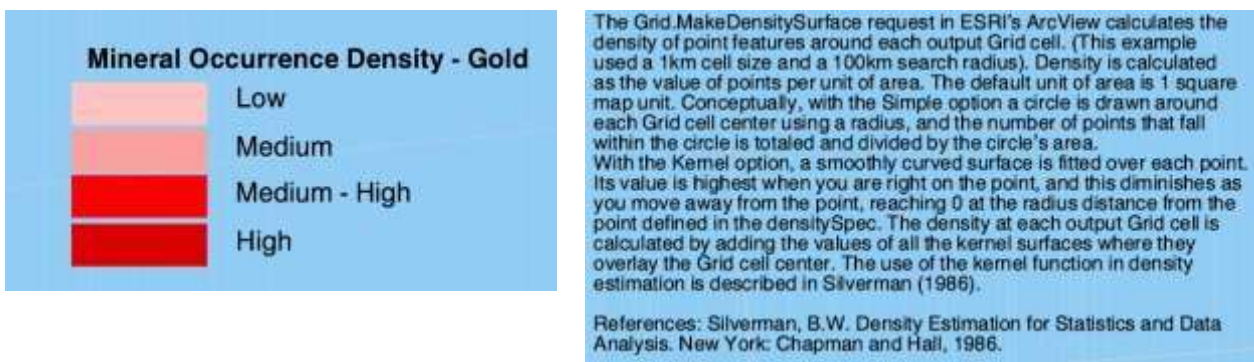 Mineral Occurrence Density - Gold
Low
Medium
Medium - High
High
The Grid.MakeDensitySurface request in ESRI's ArcView calculates the
density of point features around each output Grid cell. (This example
used a 1km cell size and a 100km search radius). Density is calculated
as the value of points per unit of area. The default unit of area is 1 square
map unit. Conceptually, with the Simple option a circle is drawn around
each Grid cell center using a radius, and the number of points that fall
within the circle is totaled and divided by the circle's area.
With the Kernel option, a smoothly curved surface is fitted over each point.
Its value is highest when you are right on the point, and this diminishes as
you move away from the point, reaching 0 at the radius distance from the
point defined in the densitySpec. The density at each output Grid cell is
calculated by adding the values of all the kernel surfaces where they
overlay the Grid cell center. The use of the kernel function in density
estimation is described in Silverman (1986).
References: Silverman, B.W. Density Estimation for Statistics and Data
Analysis. New York: Chapman and Hall, 1986.